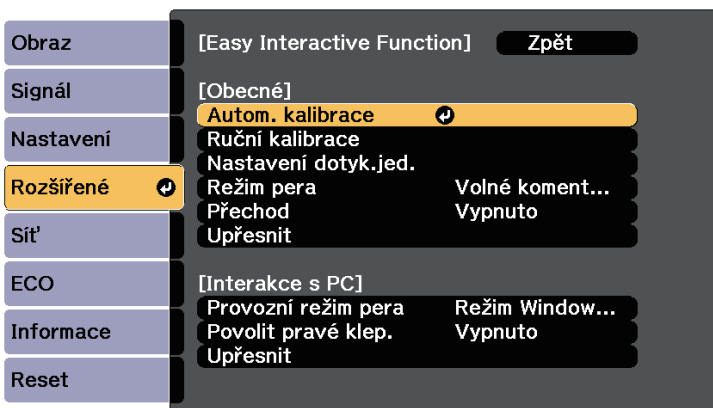 Obraz
Signál
Nastavení
Rozšířené
Síť
ECO
Informace
Reset
[Easy Interactive Function] Zpět
[Obecné]
Autom. kalibrace
Ruční kalibrace
Nastavení dotyk.jed.
Režim pera Volné koment...
Přechod Vypnuto
Upřesnit
[Interakce s PC]
Provozní režim pera Režim Window...
Povolit pravé klep. Vypnuto
Upřesnit